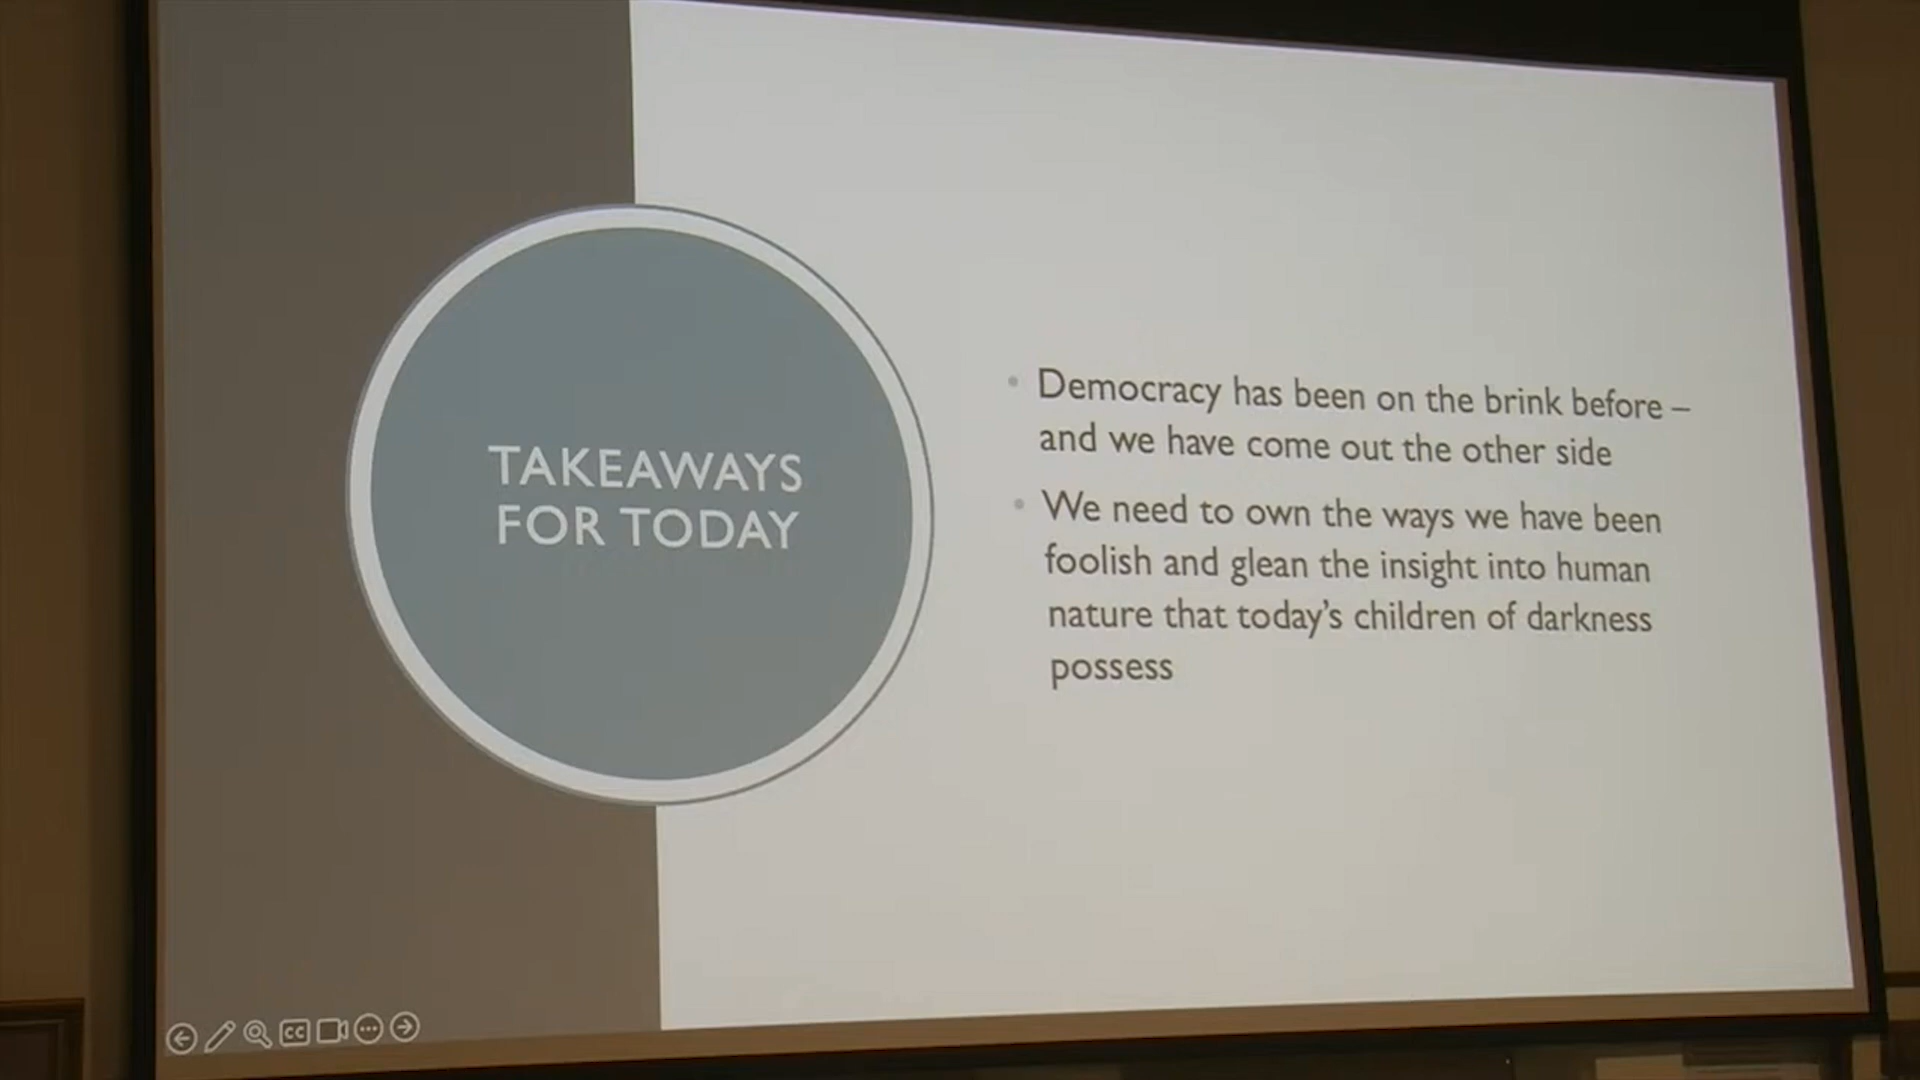 TAKEAWAYS
FOR TODAY
• Democracy has been on the brink before –
and we have come out the other side
• We need to own the ways we have been
foolish and glean the insight into human
nature that today's children of darkness
possess
CC